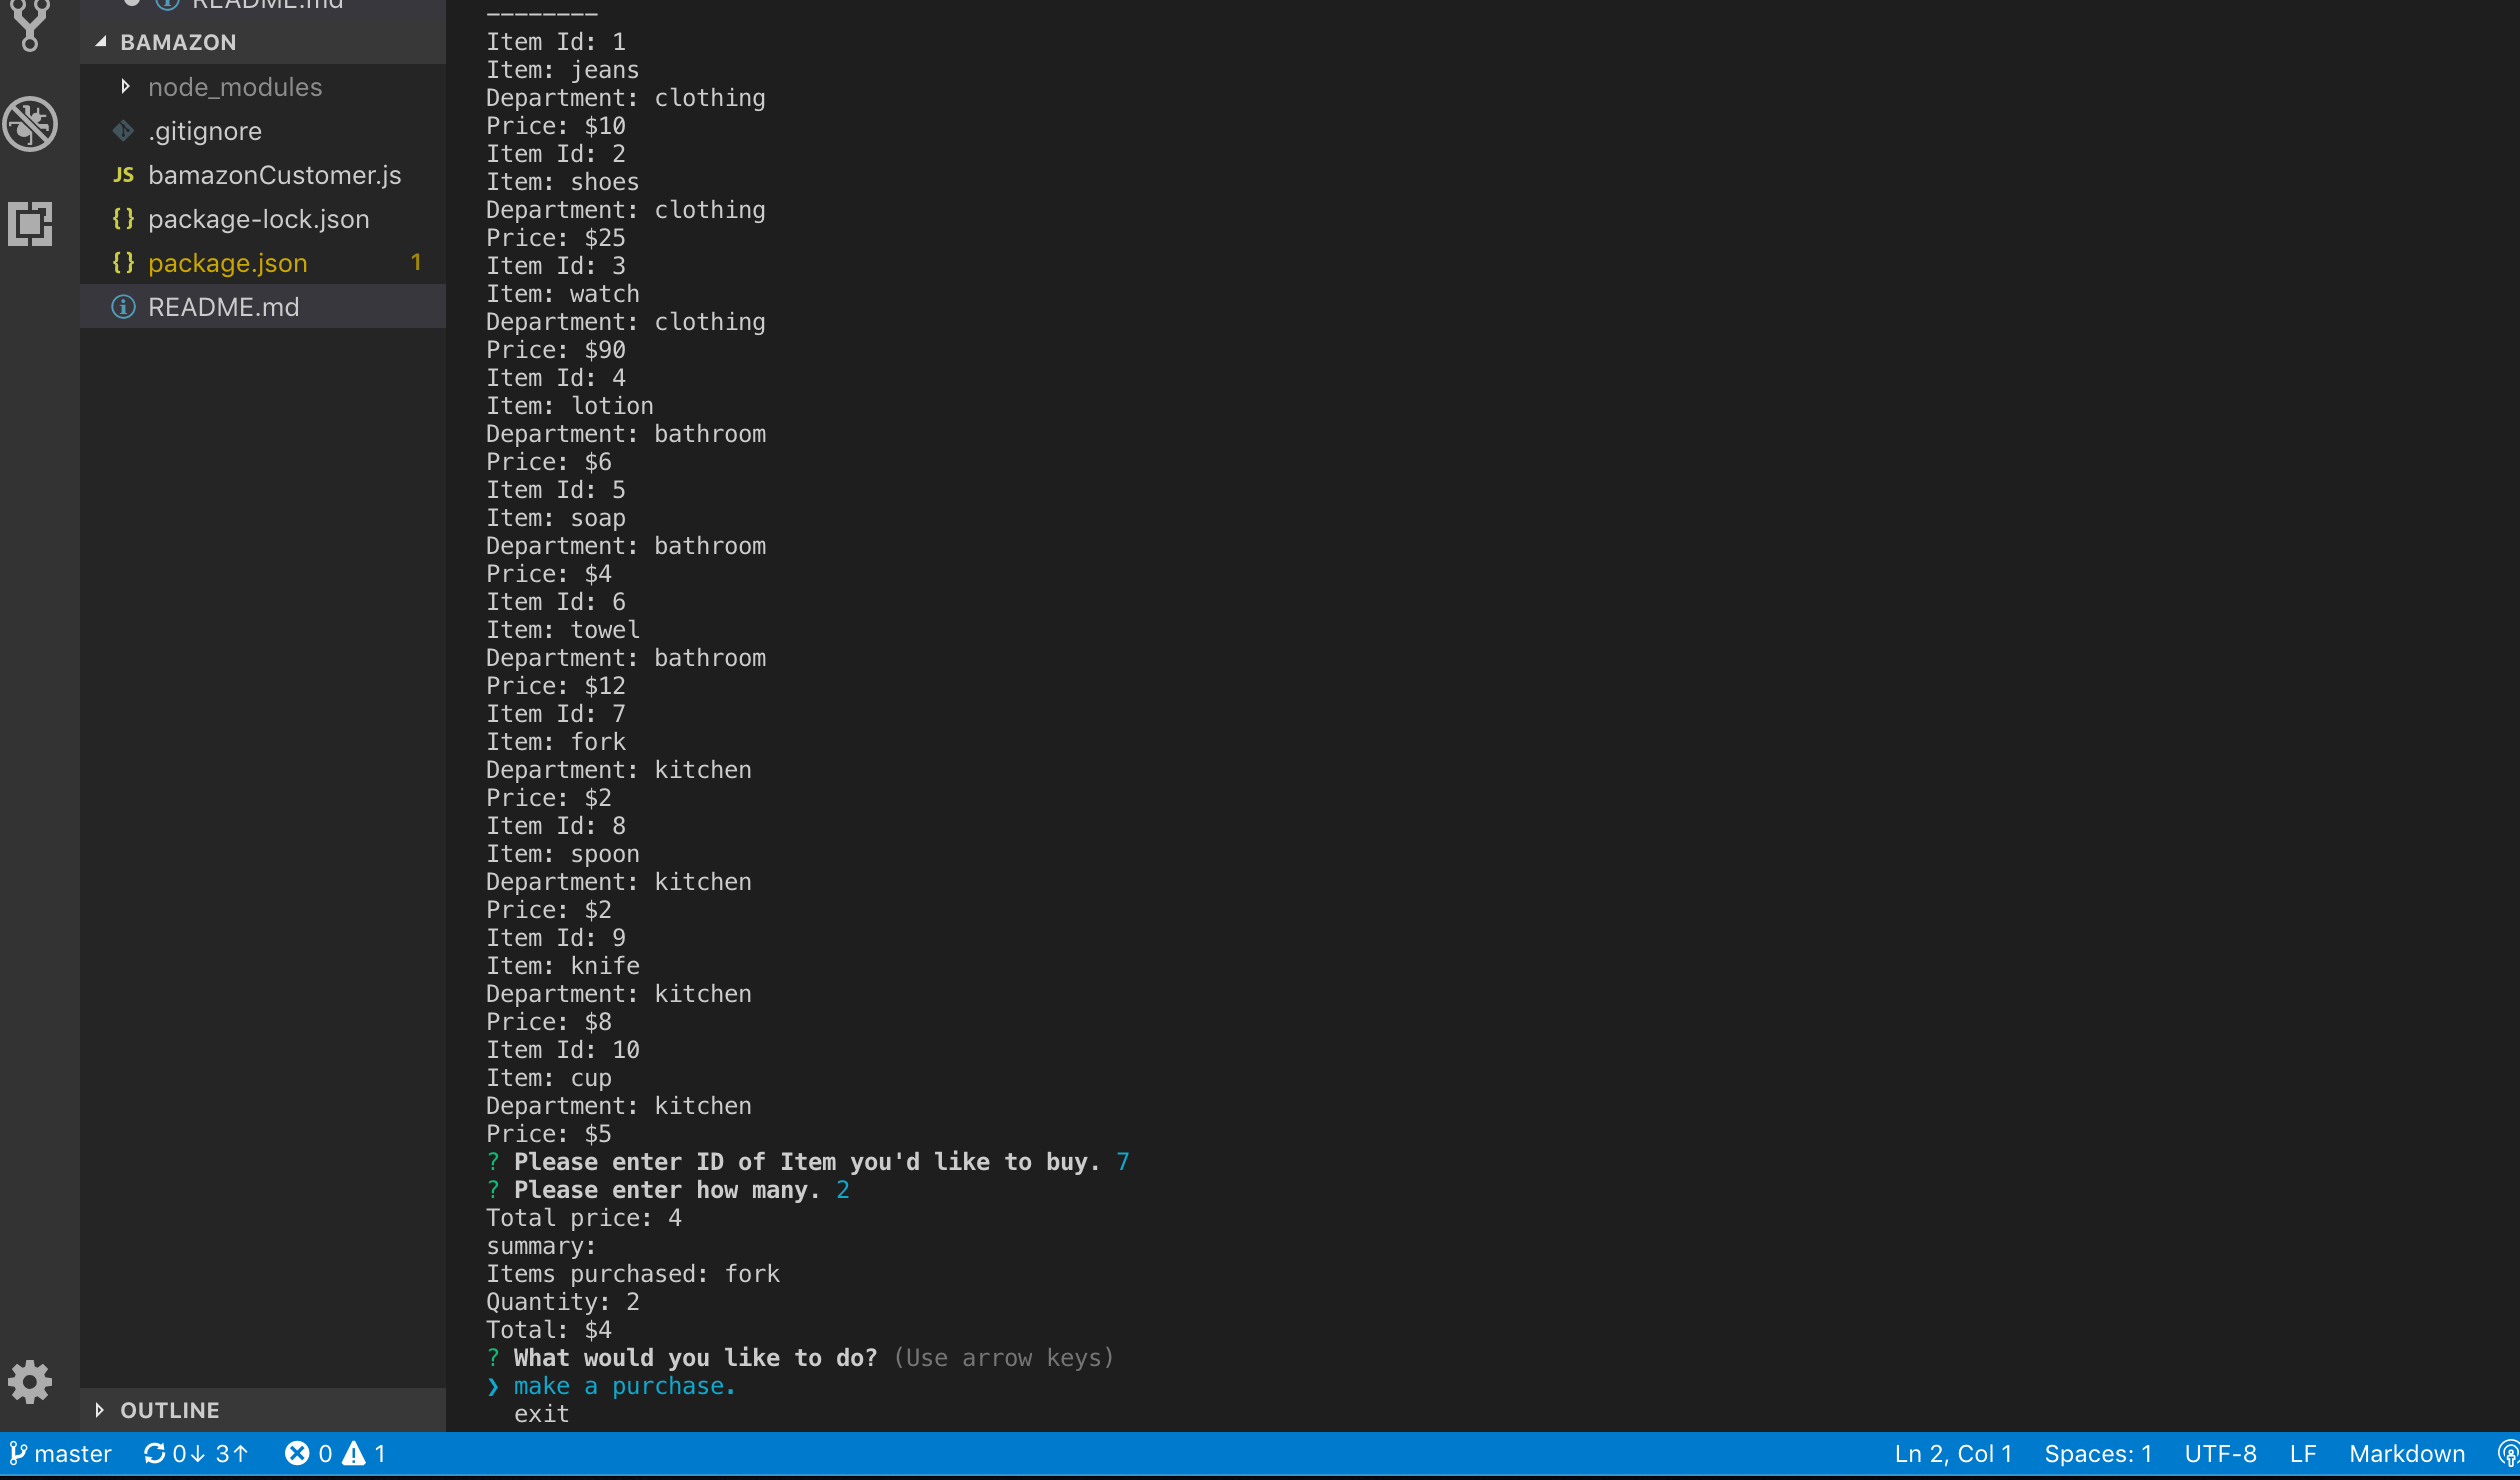 README.md
BAMAZON
node_modules
.gitignore
JS bamazonCustomer.js
{} package-lock.json
{} package.json 1
README.md
OUTLINE
--------
Item Id: 1
Item: jeans
Department: clothing
Price: $10
Item Id: 2
Item: shoes
Department: clothing
Price: $25
Item Id: 3
Item: watch
Department: clothing
Price: $90
Item Id: 4
Item: lotion
Department: bathroom
Price: $6
Item Id: 5
Item: soap
Department: bathroom
Price: $4
Item Id: 6
Item: towel
Department: bathroom
Price: $12
Item Id: 7
Item: fork
Department: kitchen
Price: $2
Item Id: 8
Item: spoon
Department: kitchen
Price: $2
Item Id: 9
Item: knife
Department: kitchen
Price: $8
Item Id: 10
Item: cup
Department: kitchen
Price: $5
? Please enter ID of Item you'd like to buy. 7
? Please enter how many. 2
Total price: 4
summary:
Items purchased: fork
Quantity: 2
Total: $4
? What would you like to do? (Use arrow keys)
❯ make a purchase.
exit
master 0↓ 3↑ 0 1 Ln 2, Col 1 Spaces: 1 UTF-8 LF Markdown